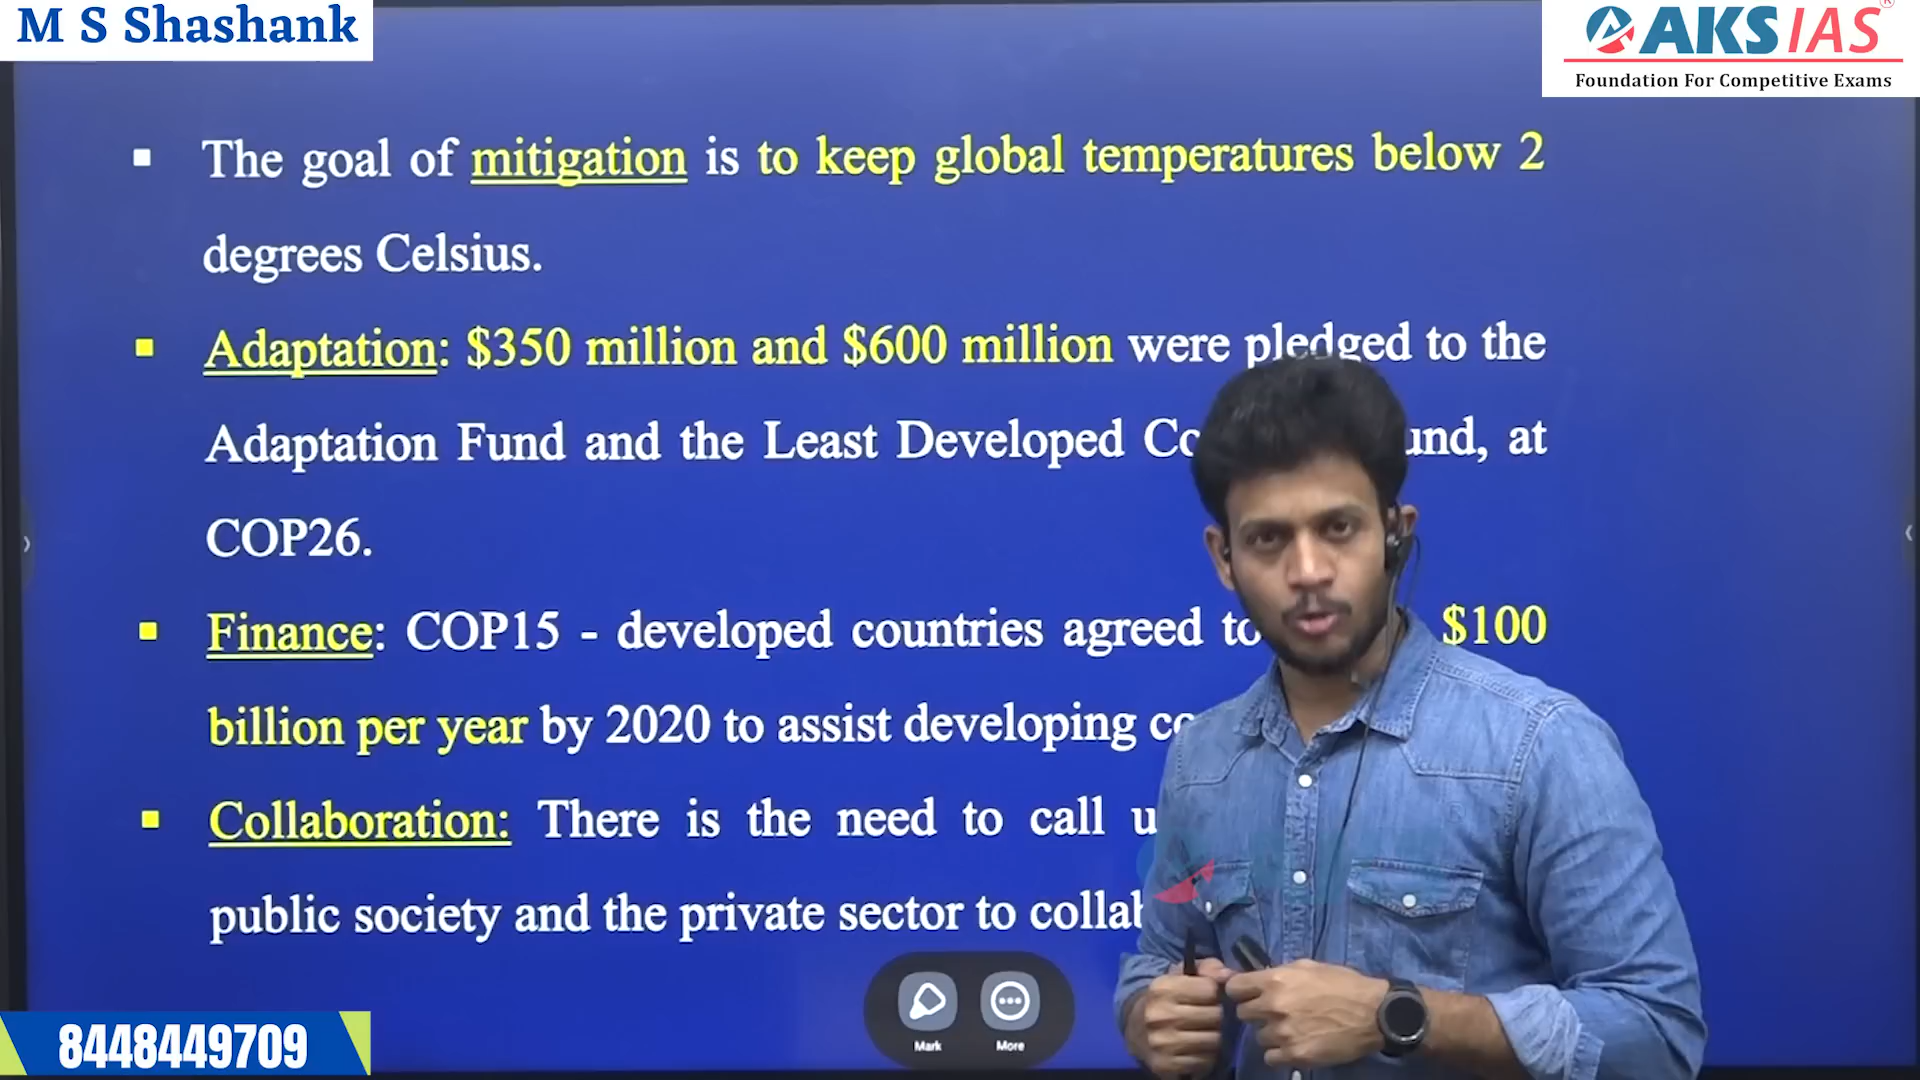 M S Shashank
AKS IAS
®
Foundation For Competitive Exams
The goal of mitigation is to keep global temperatures below 2
degrees Celsius.
Adaptation: $350 million and $600 million were pledged to the
Adaptation Fund and the Least Developed at
COP26.
Finance: COP15 - developed countries agreed to $100
billion per year by 2020 to assist developing
Collaboration: There is the need to call
public society and the private sector to
Mark
More
8448449709